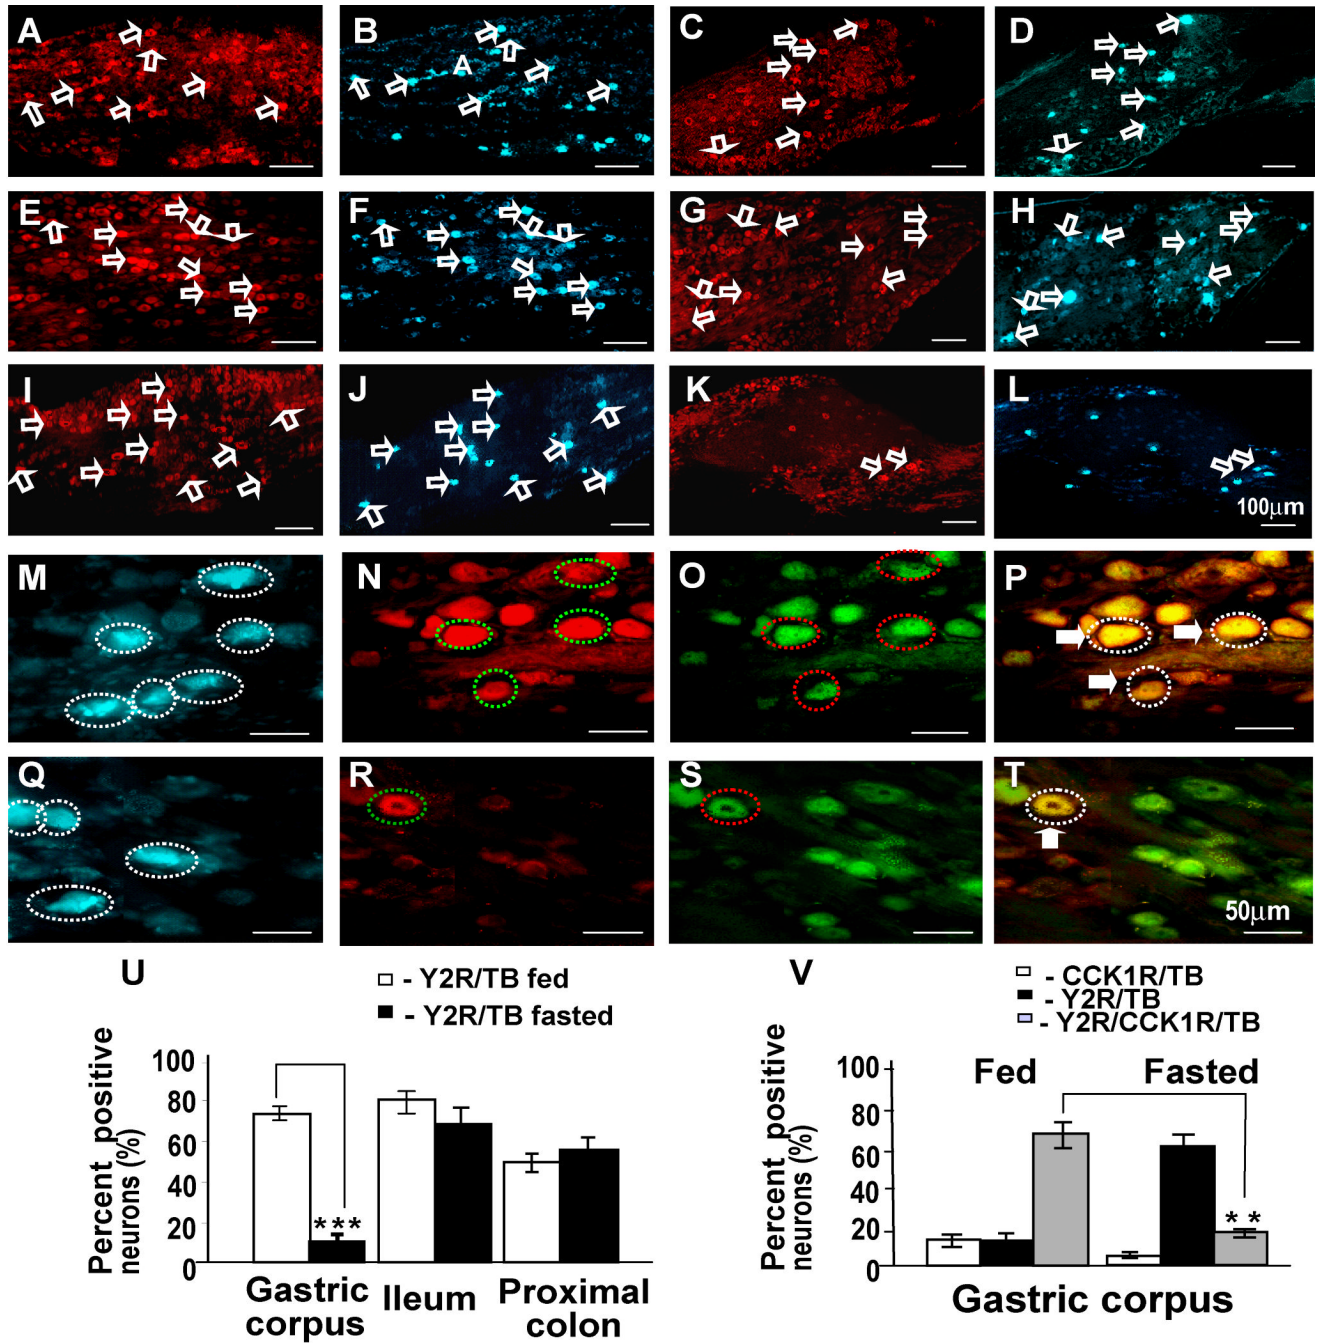 A B C D
A
E F G H
I J K L
100μm
M N O P
Q R S T
50μm
U V
- Y2R/TB fed
- Y2R/TB fasted
Percent positive
neurons (%)
100
80
60
40
20
0
***
Gastric
corpus
Ileum
Proximal
colon
- CCK1R/TB
- Y2R/TB
- Y2R/CCK1R/TB
Percent positive
neurons (%)
100
80
60
40
20
0
Fed Fasted
**
Gastric corpus